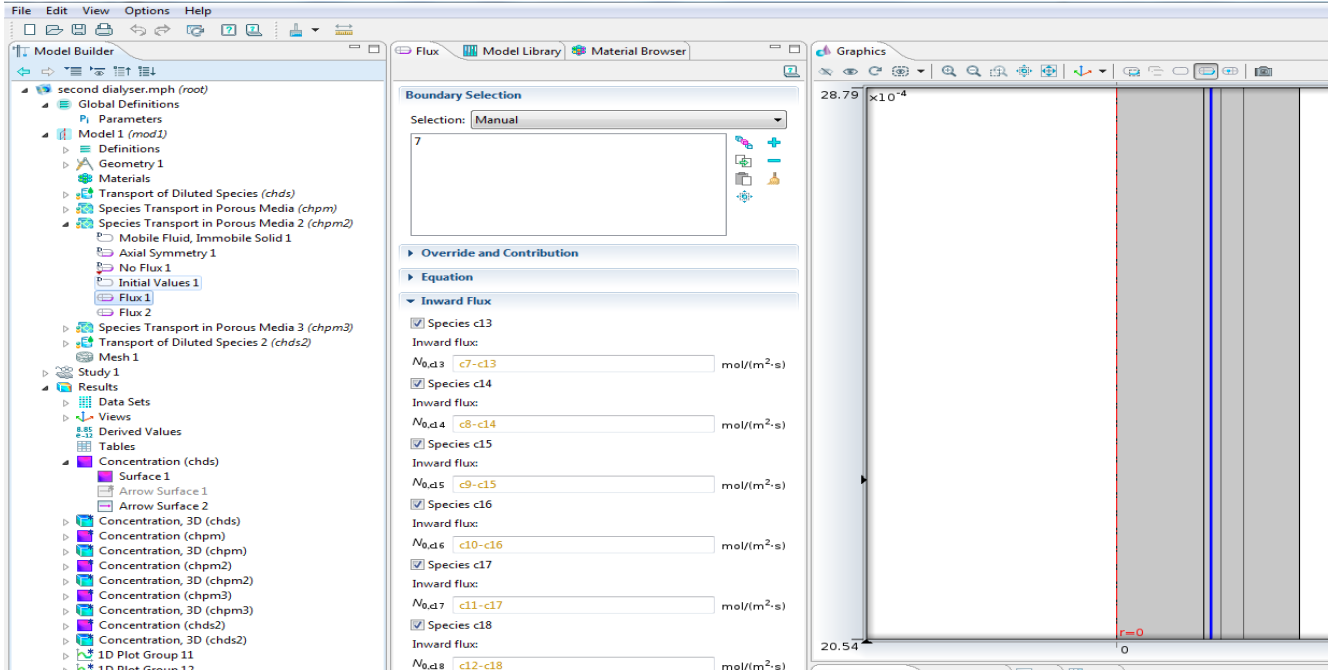 File Edit View Options Help
Model Builder
second dialyser.mph (root)
Global Definitions
Pi Parameters
Model 1 (mod1)
Definitions
Geometry 1
Materials
Transport of Diluted Species (chds)
Species Transport in Porous Media (chpm)
Species Transport in Porous Media 2 (chpm2)
Mobile Fluid, Immobile Solid 1
Axial Symmetry 1
No Flux 1
Initial Values 1
Flux 1
Flux 2
Species Transport in Porous Media 3 (chpm3)
Transport of Diluted Species 2 (chds2)
Mesh 1
Study 1
Results
Data Sets
Views
8.85 e-12 Derived Values
Tables
Concentration (chds)
Surface 1
Arrow Surface 1
Arrow Surface 2
Concentration, 3D (chds)
Concentration (chpm)
Concentration, 3D (chpm)
Concentration (chpm2)
Concentration, 3D (chpm2)
Concentration (chpm3)
Concentration, 3D (chpm3)
Concentration (chds2)
Concentration, 3D (chds2)
1D Plot Group 11
1D Plot Group 12
Flux Model Library Material Browser
Boundary Selection
Selection: Manual
7
Override and Contribution
Equation
Inward Flux
Species c13
Inward flux:
N0,c13 c7-c13 mol/(m²·s)
Species c14
Inward flux:
N0,c14 c8-c14 mol/(m²·s)
Species c15
Inward flux:
N0,c15 c9-c15 mol/(m²·s)
Species c16
Inward flux:
N0,c16 c10-c16 mol/(m²·s)
Species c17
Inward flux:
N0,c17 c11-c17 mol/(m²·s)
Species c18
Inward flux:
N0,c18 c12-c18 mol/(m²·s)
Graphics
28.79 ×10⁻⁴
r=0
20.54
0